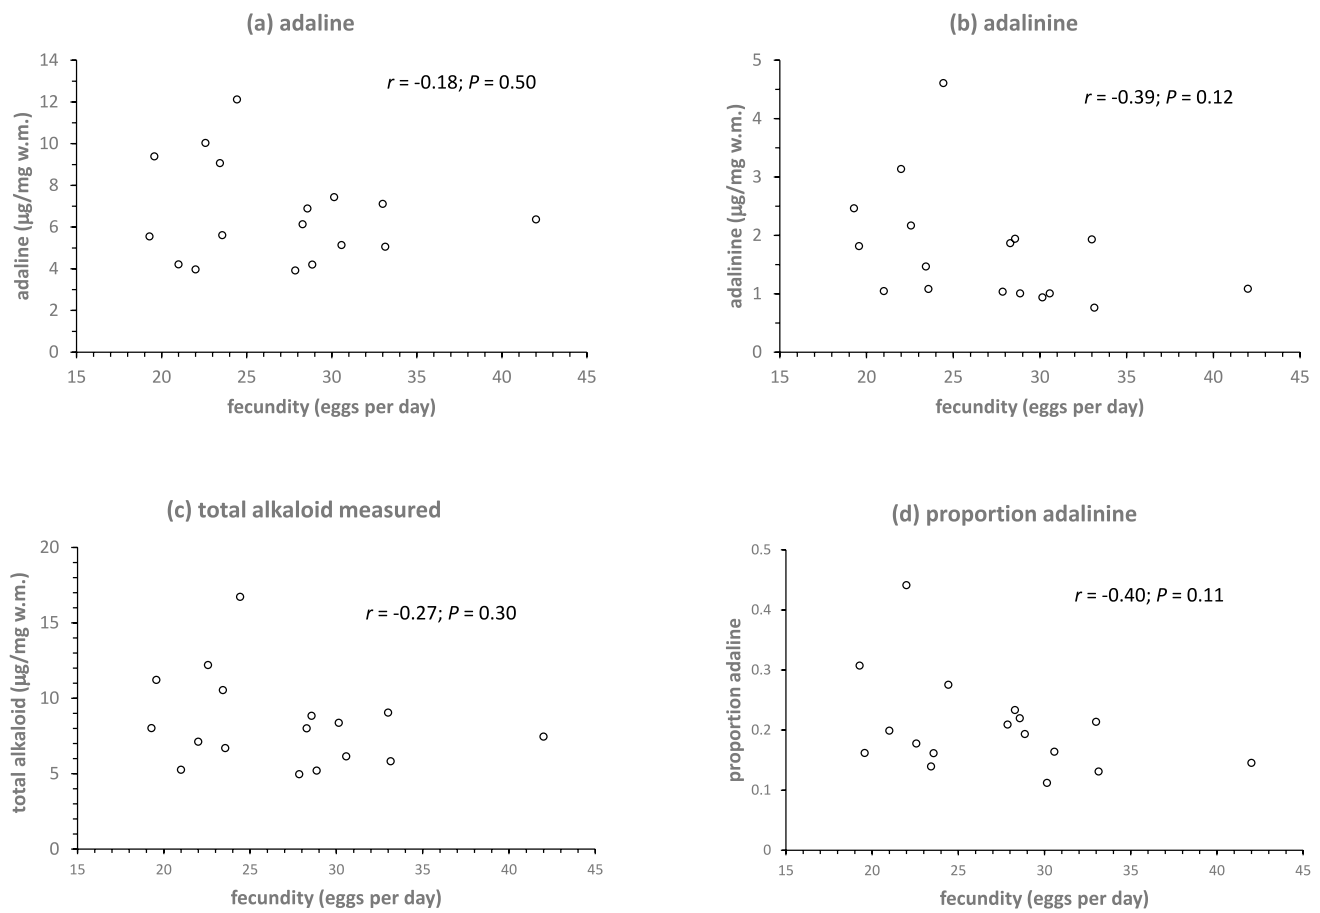 (a) adaline
r = -0.18; P = 0.50
adaline (µg/mg w.m.)
14
12
10
8
6
4
2
0
15 20 25 30 35 40 45
fecundity (eggs per day)
(b) adalinine
r = -0.39; P = 0.12
adalinine (µg/mg w.m.)
5
4
3
2
1
0
15 20 25 30 35 40 45
fecundity (eggs per day)
(c) total alkaloid measured
r = -0.27; P = 0.30
total alkaloid (µg/mg w.m.)
20
15
10
5
0
15 20 25 30 35 40 45
fecundity (eggs per day)
(d) proportion adalinine
r = -0.40; P = 0.11
proportion adaline
0.5
0.4
0.3
0.2
0.1
0
15 20 25 30 35 40 45
fecundity (eggs per day)